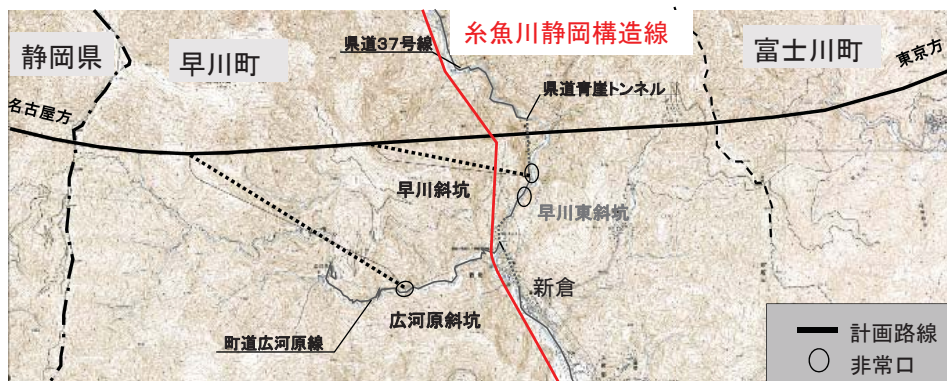 糸魚川静岡構造線
県道37号線
静岡県
早川町
富士川町
東京方
県道青崖トンネル
名古屋方
早川斜坑
早川東斜坑
新倉
広河原斜坑
町道広河原線
計画路線
非常口